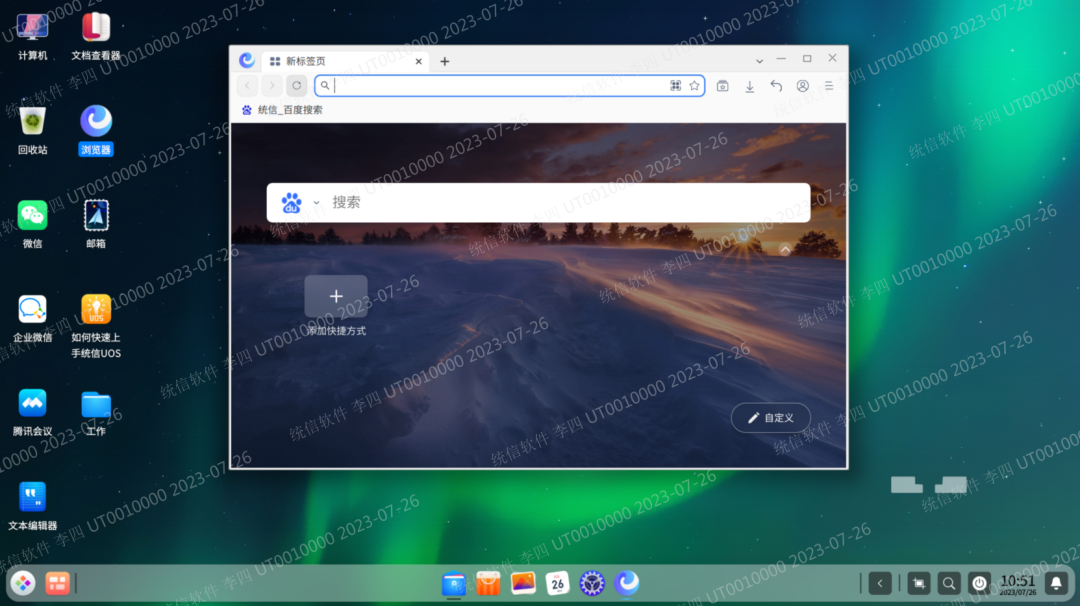 计算机
文档查看器
回收站
浏览器
微信
邮箱
企业微信
如何快速上
手统信UOS
UOS
腾讯会议
工作
文本编辑器
新标签页
统信_百度搜索
du
搜索
添加快捷方式
自定义
26
10:51
2023/07/26
统信软件 李四 UT0010000 2023-07-26